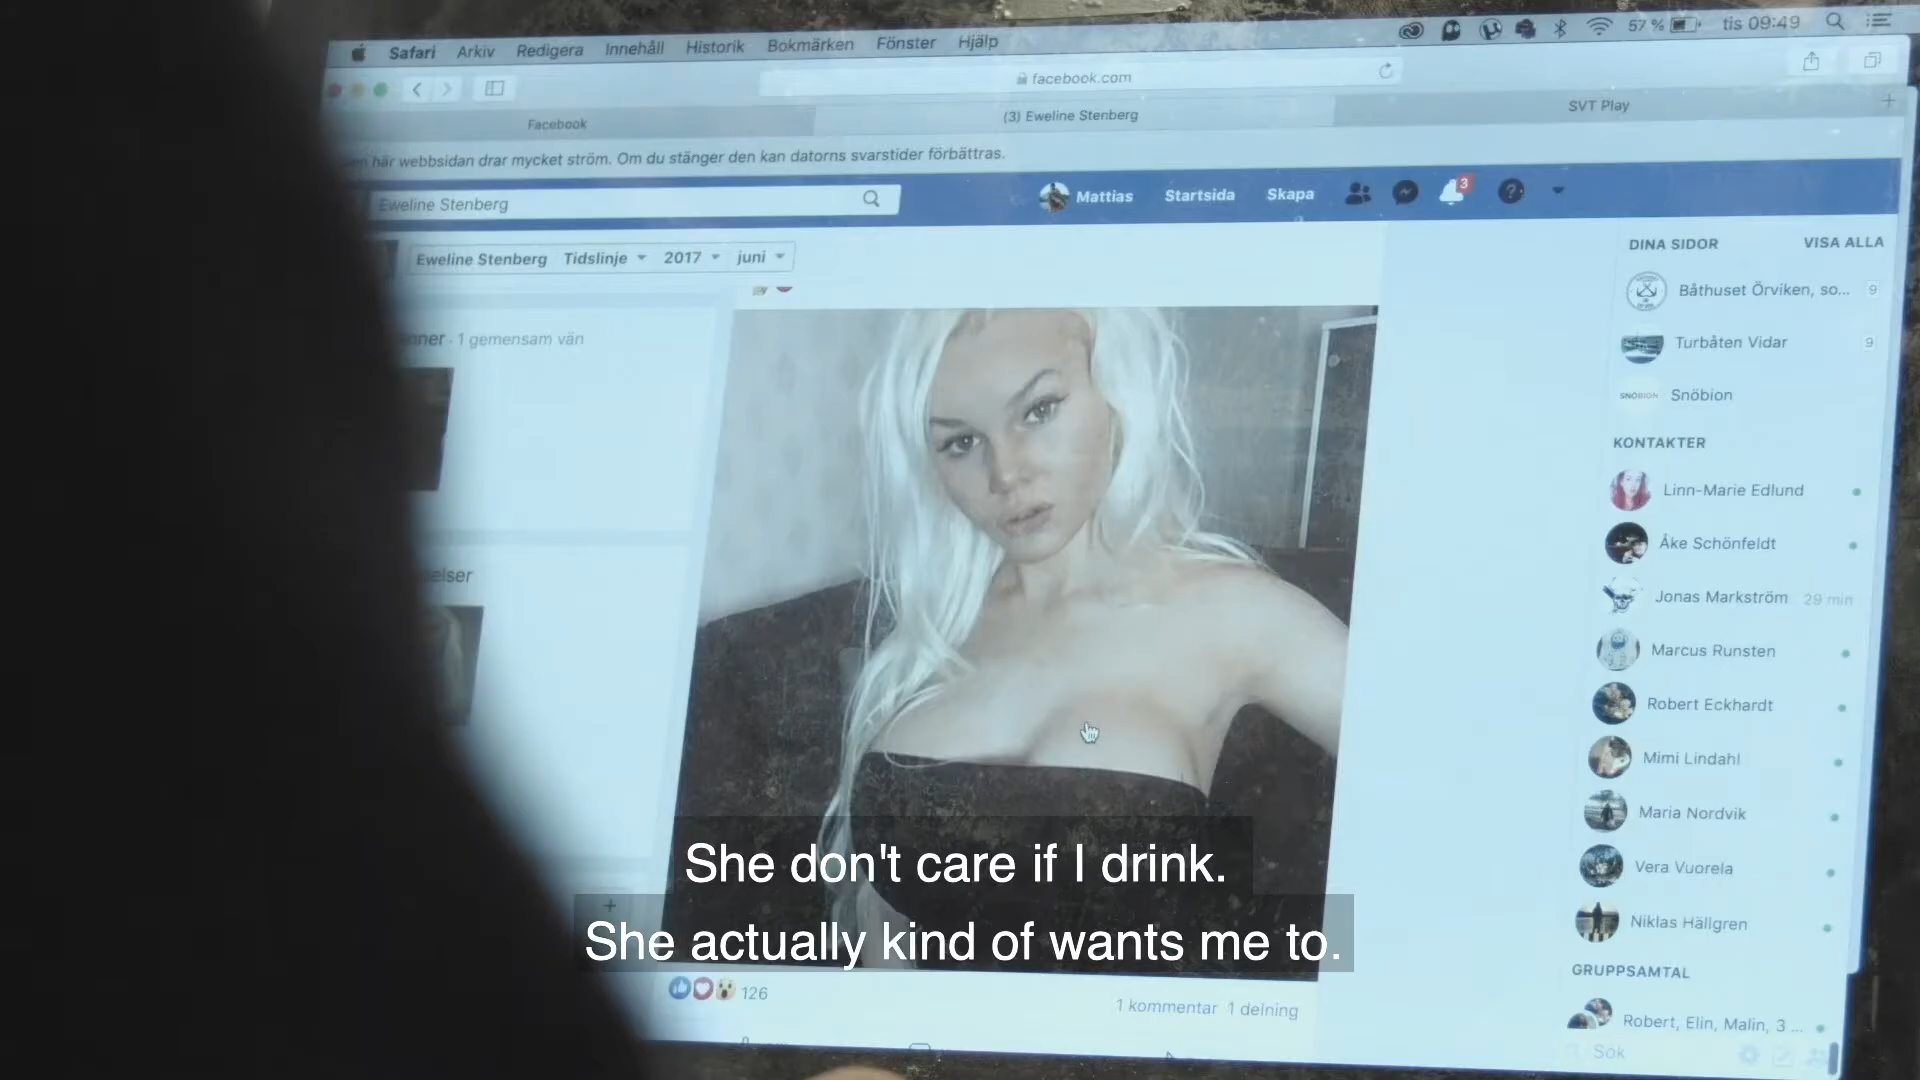 Safari Arkiv Redigera Innehåll Historik Bokmärken Fönster Hjälp
57 % tis 09:49
facebook.com
Facebook
(3) Eweline Stenberg
SVT Play
här webbsidan drar mycket ström. Om du stänger den kan datorns svarstider förbättras.
Eweline Stenberg
Mattias Startsida Skapa 3
Eweline Stenberg Tidslinje 2017 juni
1 gemensam vän
DINA SIDOR VISA ALLA
Båthuset Örviken, so... 9
Turbåten Vidar 9
SNÖBION Snöbion
KONTAKTER
Linn-Marie Edlund
Åke Schönfeldt
Jonas Markström 29 min
Marcus Runsten
Robert Eckhardt
Mimi Lindahl
Maria Nordvik
Vera Vuorela
Niklas Hällgren
GRUPPSAMTAL
Robert, Elin, Malin, 3 ...
Sök
She don't care if I drink.
She actually kind of wants me to.
126
1 kommentar 1 delning